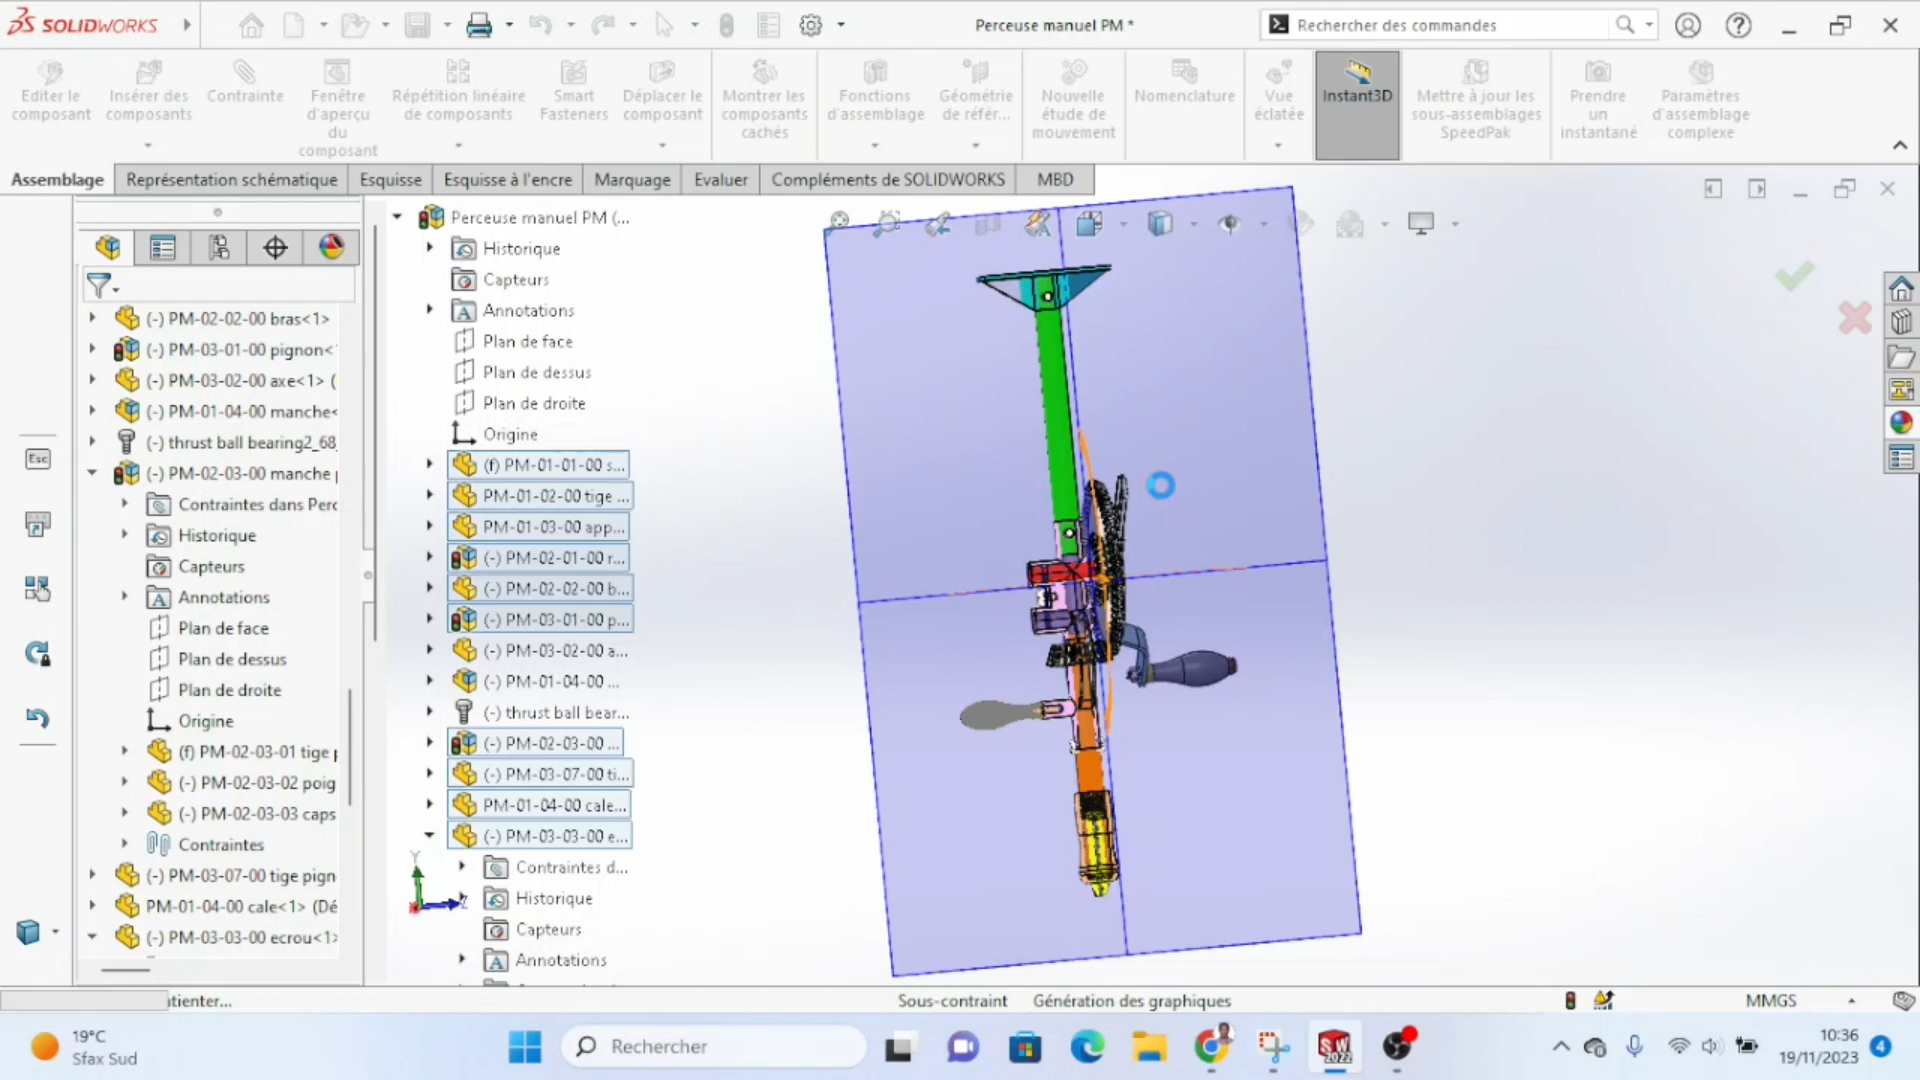 SOLIDWORKS
Perceuse manuel PM *
Rechercher des commandes
Editer le
composant
Insérer des
composants
Contrainte
Fenêtre
d'aperçu
du
composant
Répétition linéaire
de composants
Smart
Fasteners
Déplacer le
composant
Montrer les
composants
cachés
Fonctions
d'assemblage
Géométrie
de référ...
Nouvelle
étude de
mouvement
Nomenclature
Vue
éclatée
Instant3D
Mettre à jour les
sous-assemblages
SpeedPak
Prendre
un
instantané
Paramètres
d'assemblage
complexe
Assemblage
Représentation schématique
Esquisse
Esquisse à l'encre
Marquage
Evaluer
Compléments de SOLIDWORKS
MBD
(-) PM-02-02-00 bras<1>
(-) PM-03-01-00 pignon<
(-) PM-03-02-00 axe<1> (
(-) PM-01-04-00 manche<
(-) thrust ball bearing2_68
(-) PM-02-03-00 manche
Contraintes dans Perc
Historique
Capteurs
Annotations
Plan de face
Plan de dessus
Plan de droite
Origine
(f) PM-02-03-01 tige
(-) PM-02-03-02 poig
(-) PM-02-03-03 caps
Contraintes
(-) PM-03-07-00 tige pign
PM-01-04-00 cale<1> (Dé
(-) PM-03-03-00 ecrou<1>
Perceuse manuel PM (...
Historique
Capteurs
Annotations
Plan de face
Plan de dessus
Plan de droite
Origine
(f) PM-01-01-00 s...
PM-01-02-00 tige ...
PM-01-03-00 app...
(-) PM-02-01-00 r...
(-) PM-02-02-00 b...
(-) PM-03-01-00 p...
(-) PM-03-02-00 a...
(-) PM-01-04-00 ...
(-) thrust ball bear...
(-) PM-02-03-00 ...
(-) PM-03-07-00 ti...
PM-01-04-00 cale...
(-) PM-03-03-00 e...
Contraintes d...
Historique
Capteurs
Annotations
Esc
Y
Z
tienter...
Sous-contraint
Génération des graphiques
MMGS
19°C
Sfax Sud
Rechercher
SW
2022
10:36
19/11/2023
4